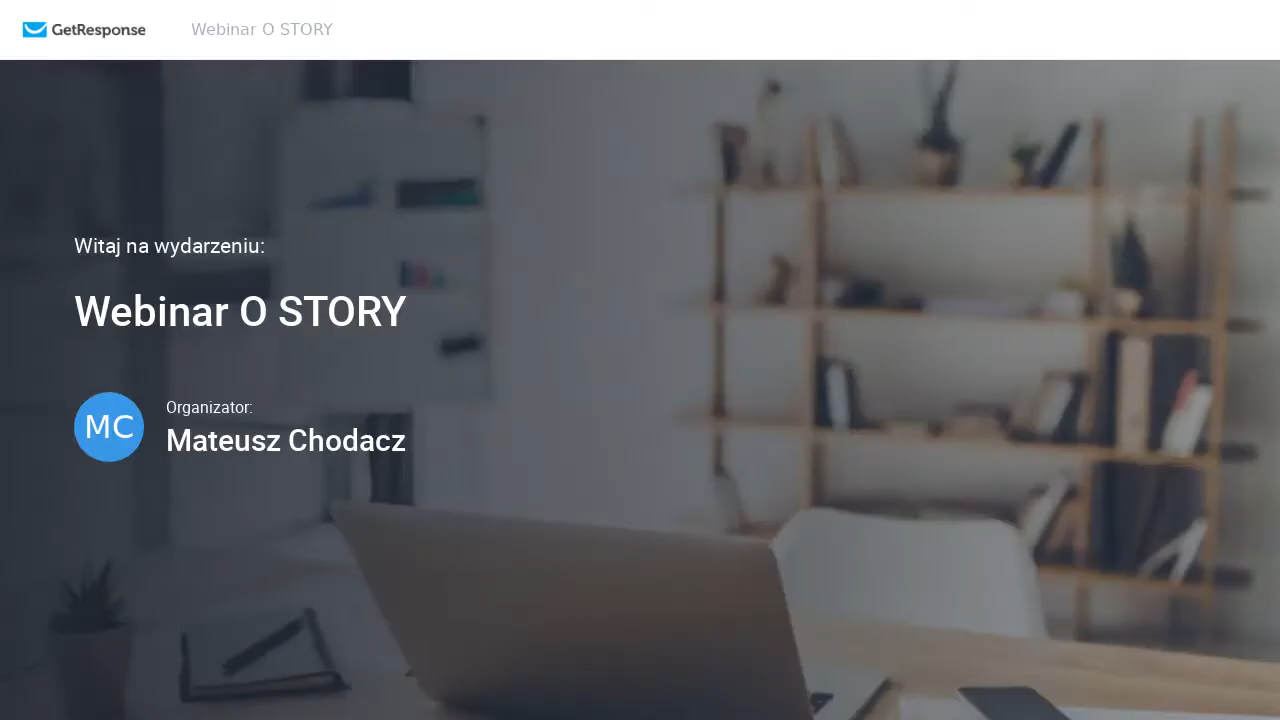 GetResponse
Webinar O STORY
Witaj na wydarzeniu:
Webinar O STORY
MC
Organizator:
Mateusz Chodacz